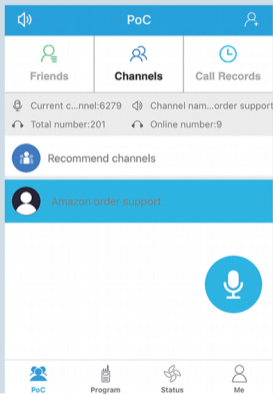 PoC
Friends Channels Call Records
Current c...nnel:6279 Channel nam...order support
Total number:201 Online number:9
Recommend channels
Amazon order support
PoC Program Status Me